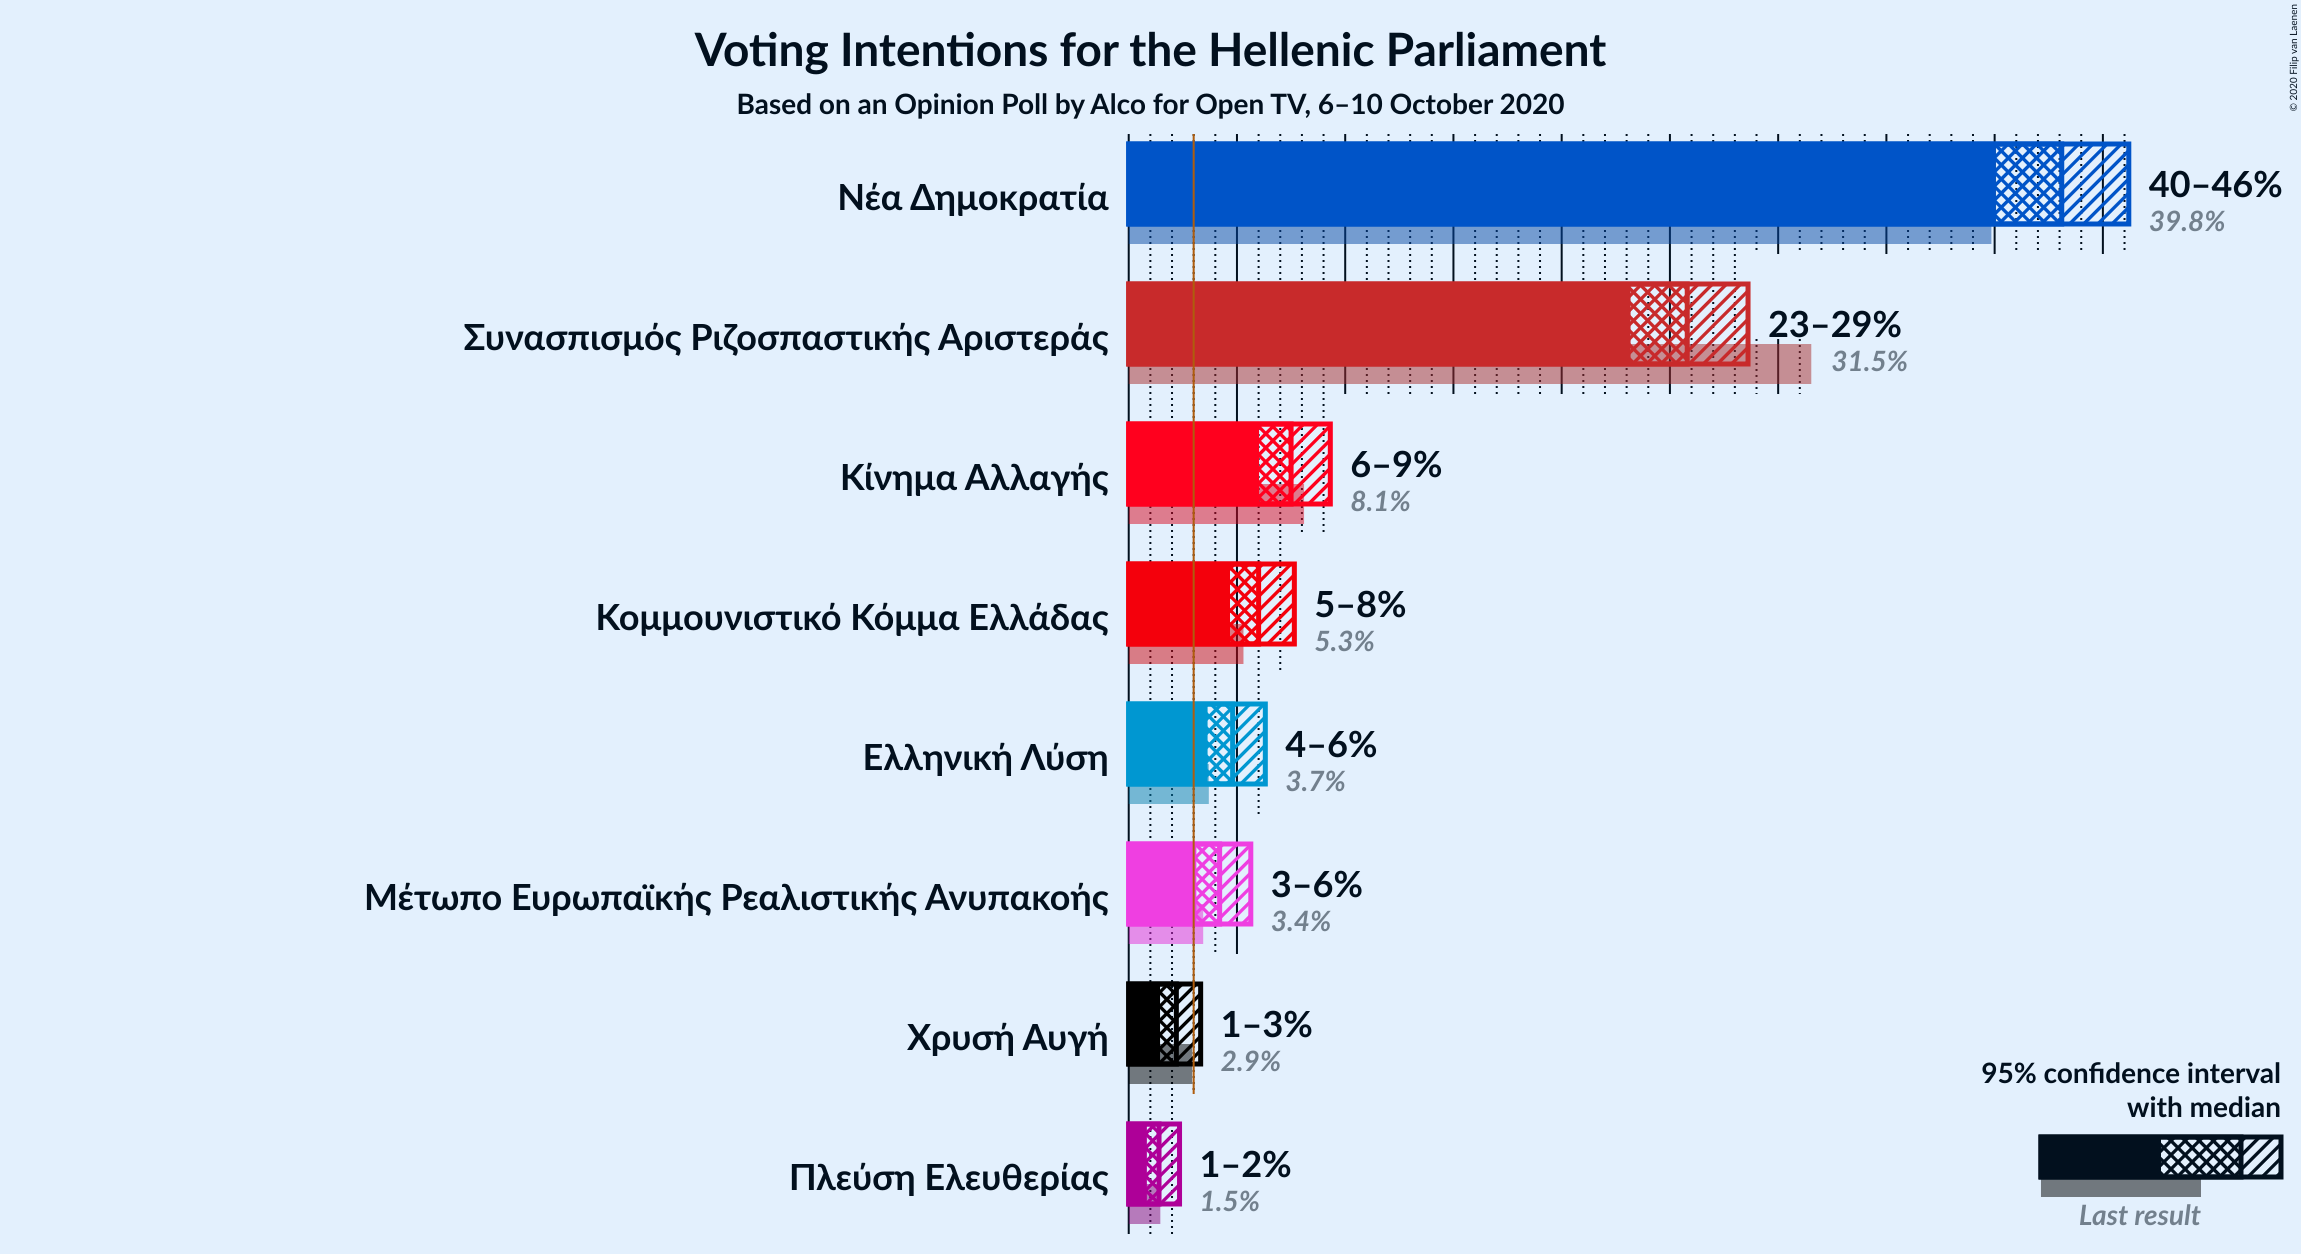 Voting Intentions for the Hellenic Parliament
Based on an Opinion Poll by Alco for Open TV, 6–10 October 2020
© 2020 Filip van Laenen
Νέα Δημοκρατία
40–46%
39.8%
Συνασπισμός Ριζοσπαστικής Αριστεράς
23–29%
31.5%
Κίνημα Αλλαγής
6–9%
8.1%
Κομμουνιστικό Κόμμα Ελλάδας
5–8%
5.3%
Ελληνική Λύση
4–6%
3.7%
Μέτωπο Ευρωπαϊκής Ρεαλιστικής Ανυπακοής
3–6%
3.4%
Χρυσή Αυγή
1–3%
2.9%
Πλεύση Ελευθερίας
1–2%
1.5%
95% confidence interval
with median
Last result